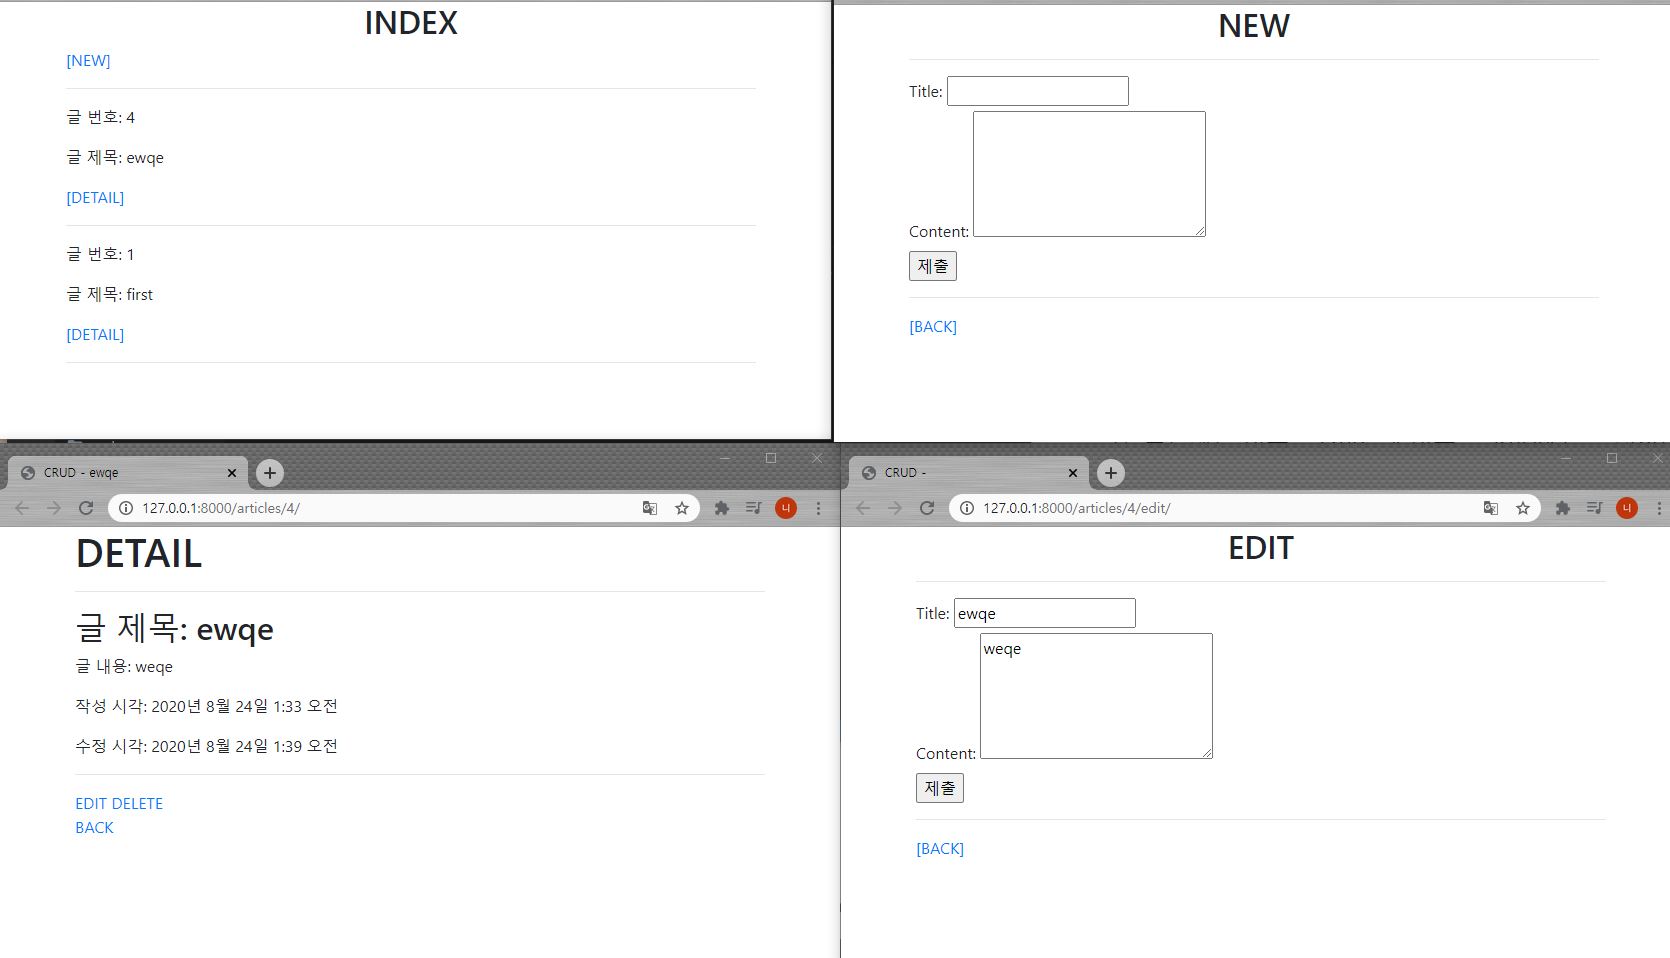 INDEX
[NEW]
글 번호: 4
글 제목: ewqe
[DETAIL]
글 번호: 1
글 제목: first
[DETAIL]
NEW
Title:
Content:
제출
[BACK]
CRUD - ewqe
127.0.0.1:8000/articles/4/
니
DETAIL
글 제목: ewqe
글 내용: weqe
작성 시각: 2020년 8월 24일 1:33 오전
수정 시각: 2020년 8월 24일 1:39 오전
EDIT DELETE
BACK
CRUD -
127.0.0.1:8000/articles/4/edit/
니
EDIT
Title: ewqe
weqe
Content:
제출
[BACK]